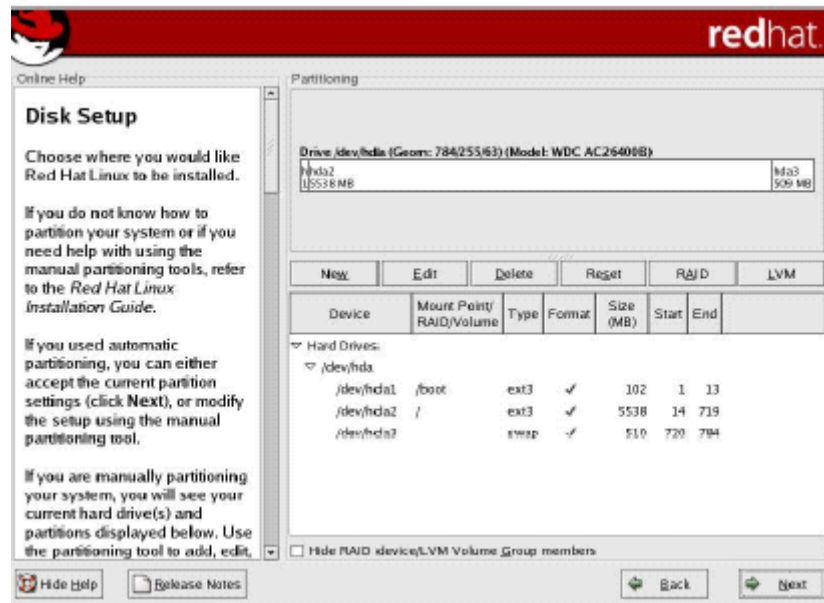 redhat.
Online Help
Disk Setup
Choose where you would like
Red Hat Linux to be installed.
If you do not know how to
partition your system or if you
need help with using the
manual partitioning tools, refer
to the Red Hat Linux
Installation Guide.
If you used automatic
partitioning, you can either
accept the current partition
settings (click Next), or modify
the setup using the manual
partitioning tool.
If you are manually partitioning
your system, you will see your
current hard drive(s) and
partitions displayed below. Use
the partitioning tool to add, edit,
Partitioning
Drive /dev/hda (Geom: 784/255/63) (Model: WDC AC26400B)
hda2
5538 MB
hda3
509 MB
New Edit Delete Reset RAID LVM
Device Mount Point/ RAID/Volume Type Format Size (MB) Start End
Hard Drives:
/dev/hda
/dev/hda1 /boot ext3 102 1 13
/dev/hda2 / ext3 5538 14 719
/dev/hda3 swap 510 720 784
Hide RAID device/LVM Volume Group members
Hide Help Release Notes Back Next